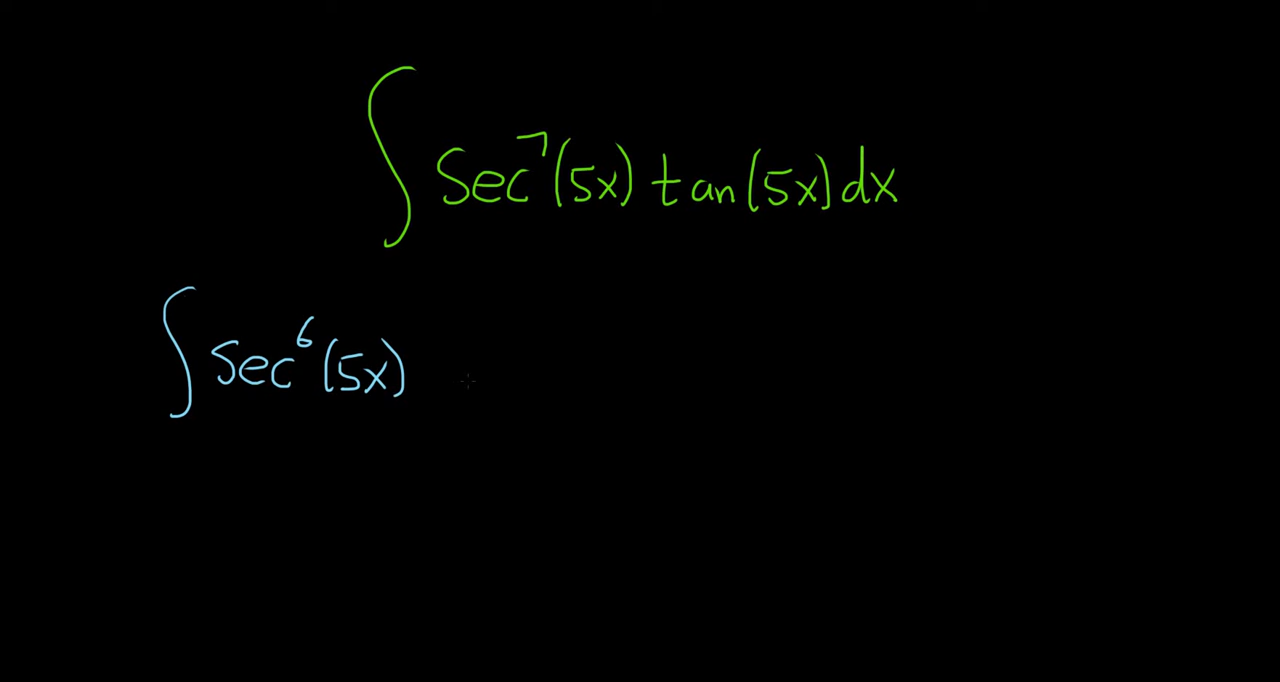 ∫ sec⁷(5x) tan(5x) dx
∫ sec⁶(5x)